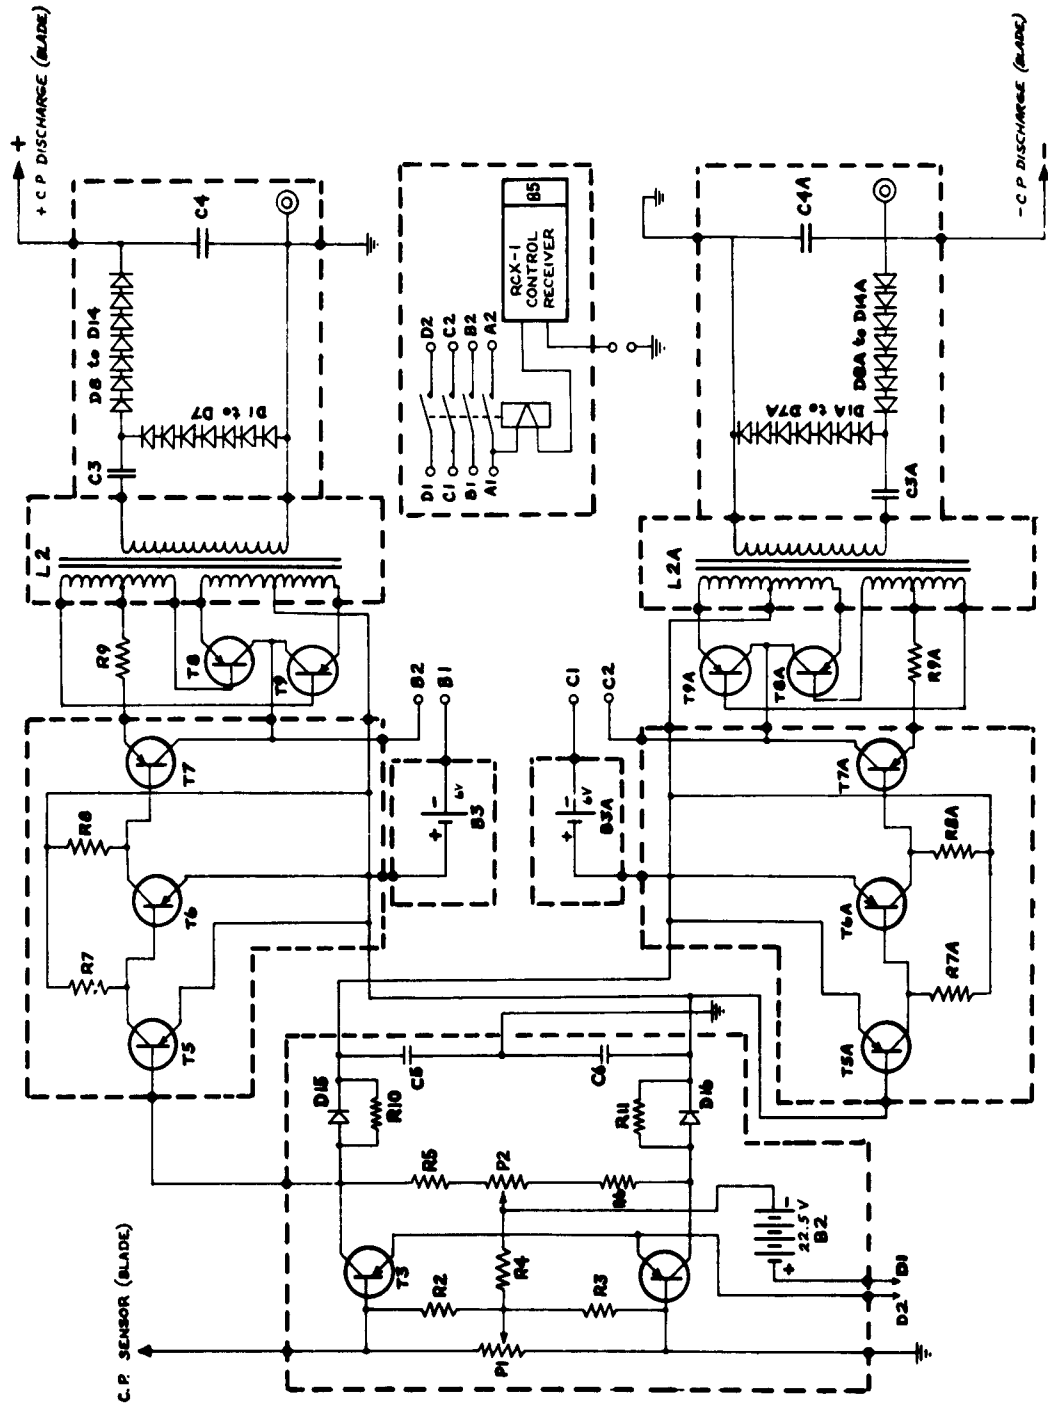 +
+ C P DISCHARGE (BLADE)
C4
D8 to D14
D1 to D7
C3
L2
R9
T8
T9
T7
R8
T6
R7
T5
C.P. SENSOR (BLADE)
D2
C2
B2
A2
D1
C1
B1
A1
RCX-1
CONTROL
RECEIVER
B5
B2
B1
- 6V
+ B3
C1
C2
- 6V
+ B3A
-
- C P DISCHARGE (BLADE)
C4A
D8A to D14A
D1A to D7A
C3A
L2A
T9A
T8A
R9A
T7A
R8A
T6A
R7A
T5A
D15
R10
C5
C6
R11
D16
R5
P2
R6
T3
R2
R4
R3
P1
-
22.5 V
B2
+
D1
D2